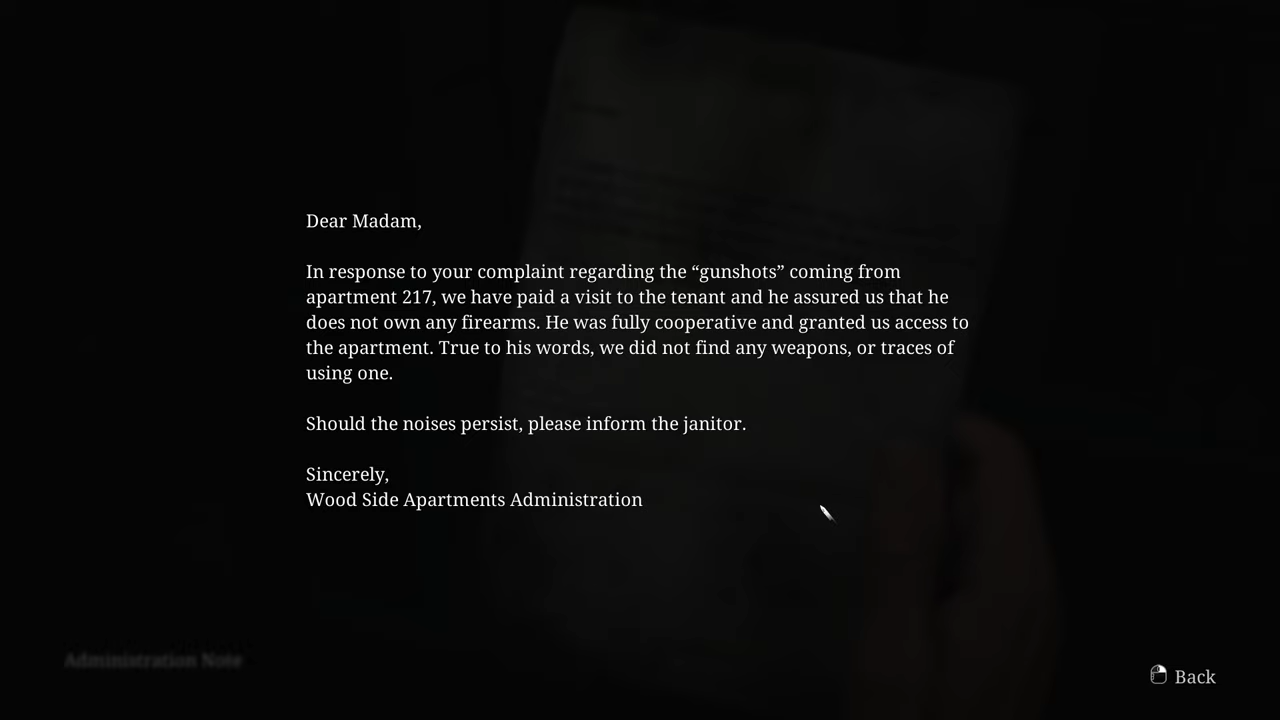 Dear Madam,
In response to your complaint regarding the “gunshots” coming from
apartment 217, we have paid a visit to the tenant and he assured us that he
does not own any firearms. He was fully cooperative and granted us access to
the apartment. True to his words, we did not find any weapons, or traces of
using one.
Should the noises persist, please inform the janitor.
Sincerely,
Wood Side Apartments Administration
Administration Note
Back